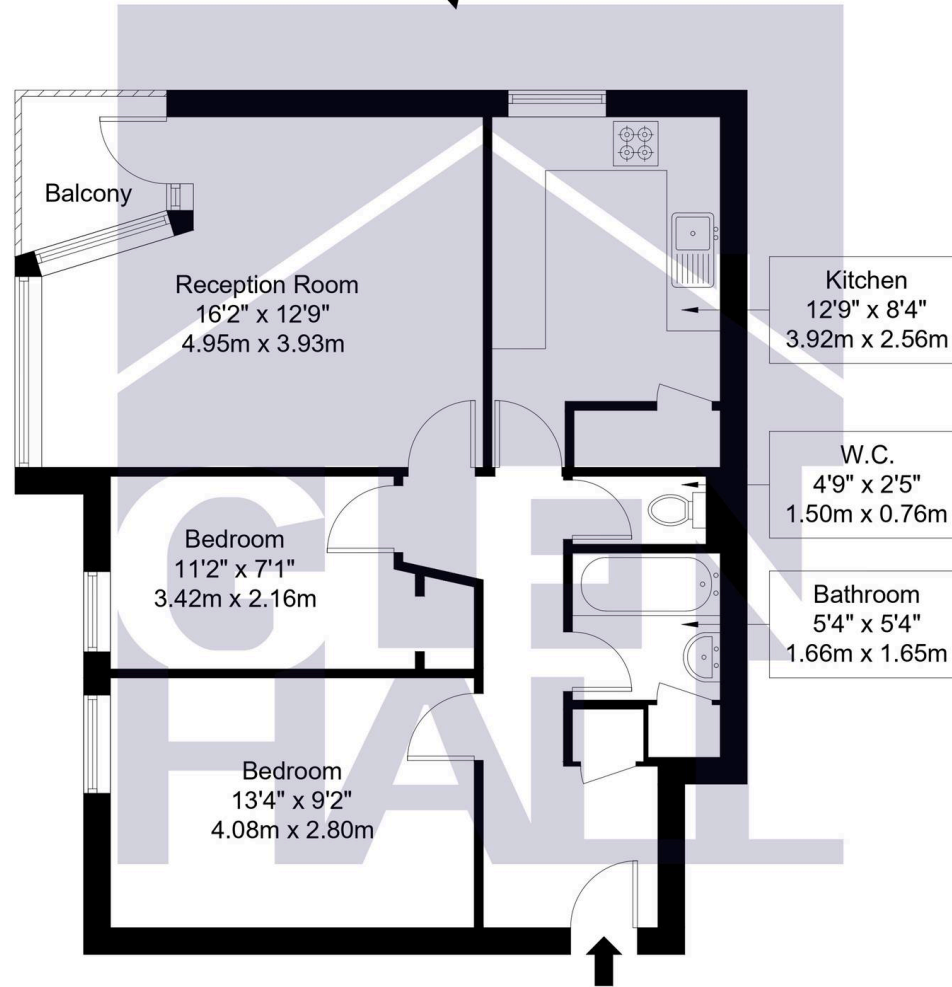 Balcony
Reception Room
16'2" x 12'9"
4.95m x 3.93m
Kitchen
12'9" x 8'4"
3.92m x 2.56m
W.C.
4'9" x 2'5"
1.50m x 0.76m
Bedroom
11'2" x 7'1"
3.42m x 2.16m
Bathroom
5'4" x 5'4"
1.66m x 1.65m
Bedroom
13'4" x 9'2"
4.08m x 2.80m
GLEN
HALL